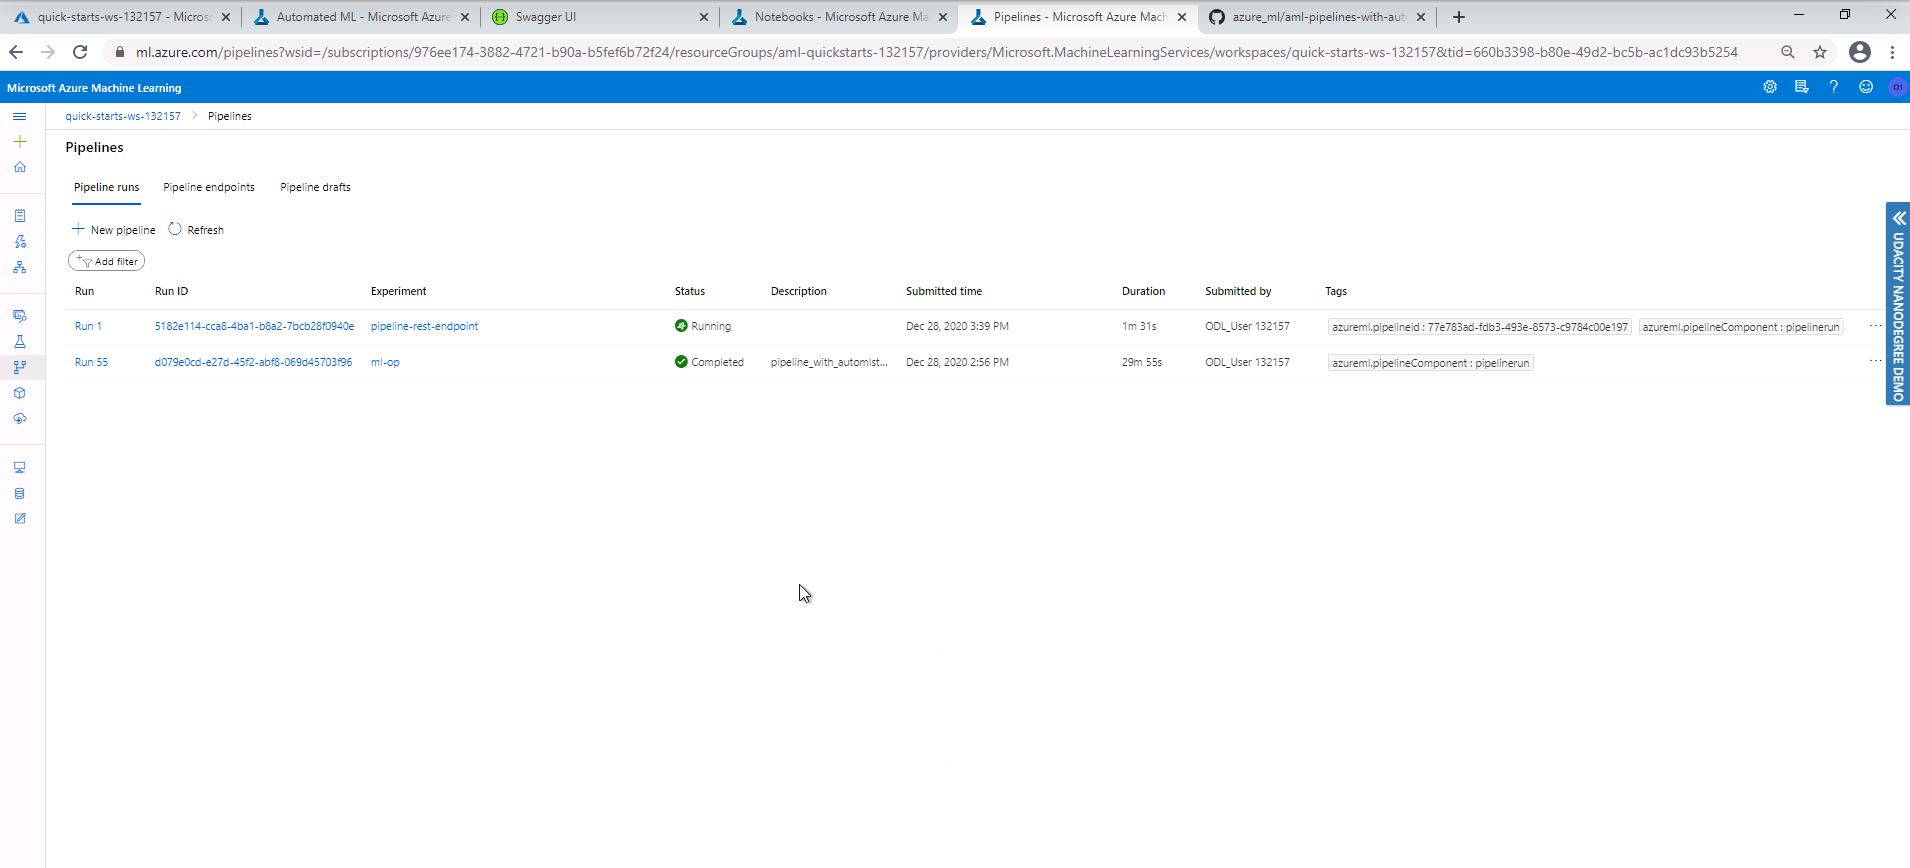 quick-starts-ws-132157 - Micros
Automated ML - Microsoft Azure
Swagger UI
Notebooks - Microsoft Azure Ma
Pipelines - Microsoft Azure Mach
azure_ml/aml-pipelines-with-aut
ml.azure.com/pipelines?wsid=/subscriptions/976ee174-3882-4721-b90a-b5fef6b72f24/resourceGroups/aml-quickstarts-132157/providers/Microsoft.MachineLearningServices/workspaces/quick-starts-ws-132157&tid=660b3398-b80e-49d2-bc5b-ac1dc93b5254
Microsoft Azure Machine Learning
O1
quick-starts-ws-132157 > Pipelines
Pipelines
Pipeline runs Pipeline endpoints Pipeline drafts
New pipeline Refresh
Add filter
Run Run ID Experiment Status Description Submitted time Duration Submitted by Tags
Run 1 5182e114-cca8-4ba1-b8a2-7bcb28f0940e pipeline-rest-endpoint Running Dec 28, 2020 3:39 PM 1m 31s ODL_User 132157 azureml.pipelineid : 77e783ad-fdb3-493e-8573-c9784c00e197 azureml.pipelineComponent : pipelinerun ...
Run 55 d079e0cd-e27d-45f2-abf8-069d45703f96 ml-op Completed pipeline_with_automlst... Dec 28, 2020 2:56 PM 29m 55s ODL_User 132157 azureml.pipelineComponent : pipelinerun ...
UDACITY NANODEGREE DEMO